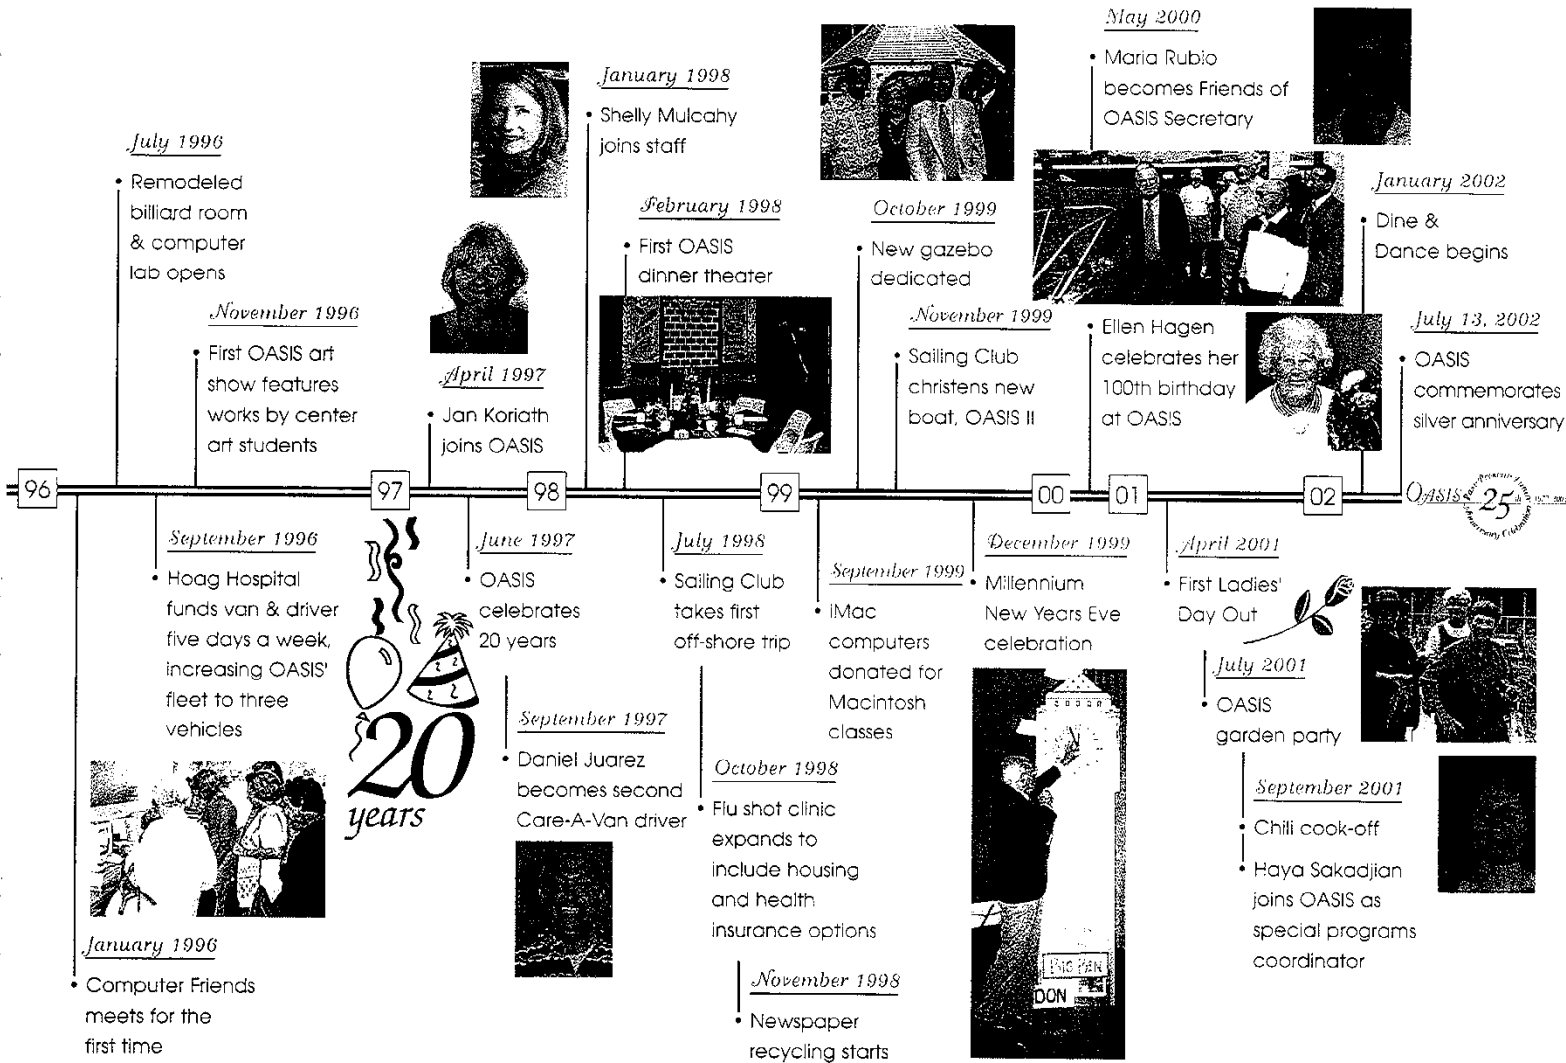 May 2000
• Maria Rubio
becomes Friends of
OASIS Secretary
January 1998
• Shelly Mulcahy
joins staff
July 1996
• Remodeled
billiard room
& computer
lab opens
January 2002
• Dine &
Dance begins
February 1998
• First OASIS
dinner theater
October 1999
• New gazebo
dedicated
November 1996
• First OASIS art
show features
works by center
art students
November 1999
• Sailing Club
christens new
boat, OASIS II
• Ellen Hagen
celebrates her
100th birthday
at OASIS
July 13, 2002
• OASIS
commemorates
silver anniversary
April 1997
• Jan Koriath
joins OASIS
96
97
98
99
00
01
02
OASIS
25
Anniversary Celebration
September 1996
• Hoag Hospital
funds van & driver
five days a week,
increasing OASIS'
fleet to three
vehicles
June 1997
• OASIS
celebrates
20 years
20
years
July 1998
• Sailing Club
takes first
off-shore trip
September 1999
• iMac
computers
donated for
Macintosh
classes
December 1999
• Millennium
New Years Eve
celebration
April 2001
• First Ladies'
Day Out
July 2001
• OASIS
garden party
September 1997
• Daniel Juarez
becomes second
Care-A-Van driver
October 1998
• Flu shot clinic
expands to
include housing
and health
insurance options
September 2001
• Chili cook-off
• Haya Sakadjian
joins OASIS as
special programs
coordinator
January 1996
• Computer Friends
meets for the
first time
November 1998
• Newspaper
recycling starts
BIG BEN
DON